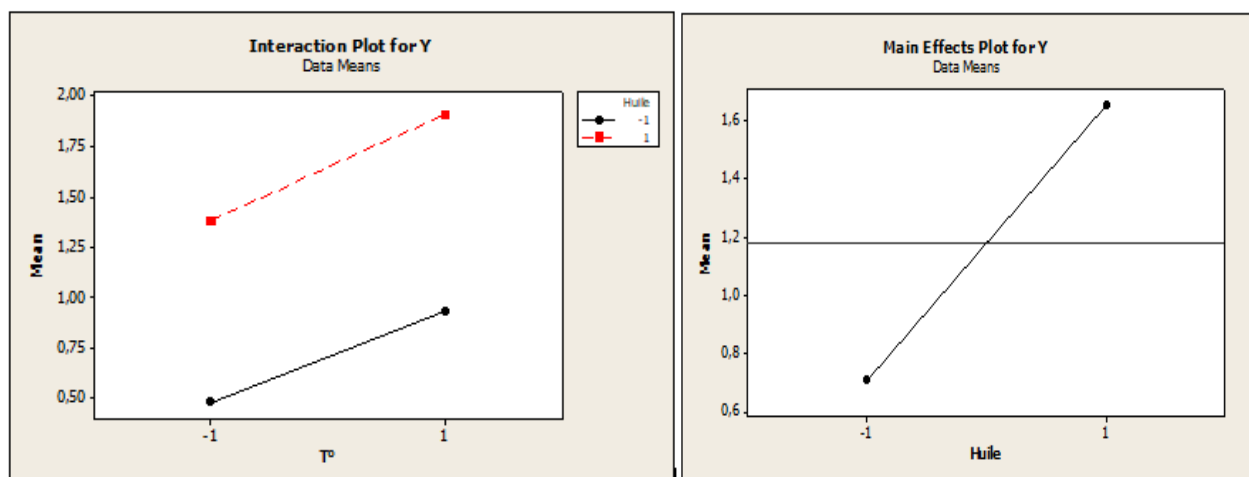 Interaction Plot for Y
Data Means
2,00
1,75
1,50
1,25
1,00
0,75
0,50
Mean
-1
1
Tº
Huile
-1
1
Main Effects Plot for Y
Data Means
1,6
1,4
1,2
1,0
0,8
0,6
Mean
-1
1
Huile